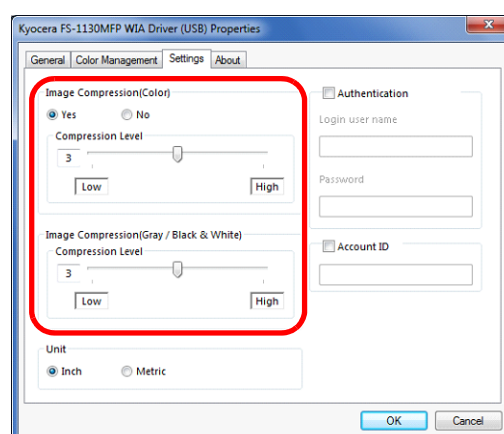 Kyocera FS-1130MFP WIA Driver (USB) Properties
General Color Management Settings About
Image Compression(Color)
Yes No
Compression Level
3
Low High
Image Compression(Gray / Black & White)
Compression Level
3
Low High
Unit
Inch Metric
Authentication
Login user name
Password
Account ID
OK Cancel